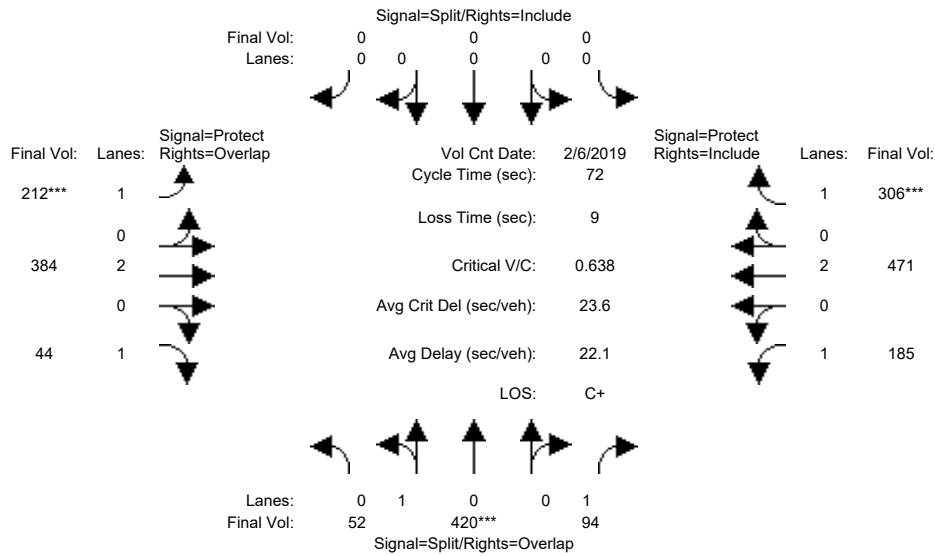 Signal=Split/Rights=Include
Final Vol: 0 0 0
Lanes: 0 0 0 0 0
Signal=Protect
Final Vol: Lanes: Rights=Overlap
Vol Cnt Date: 2/6/2019
Signal=Protect
Rights=Include Lanes: Final Vol:
Cycle Time (sec): 72
212*** 1
1 306***
Loss Time (sec): 9
0
0
384 2
Critical V/C: 0.638
2 471
0
Avg Crit Del (sec/veh): 23.6
0
44 1
Avg Delay (sec/veh): 22.1
1 185
LOS: C+
Lanes: 0 1 0 0 1
Final Vol: 52 420*** 94
Signal=Split/Rights=Overlap